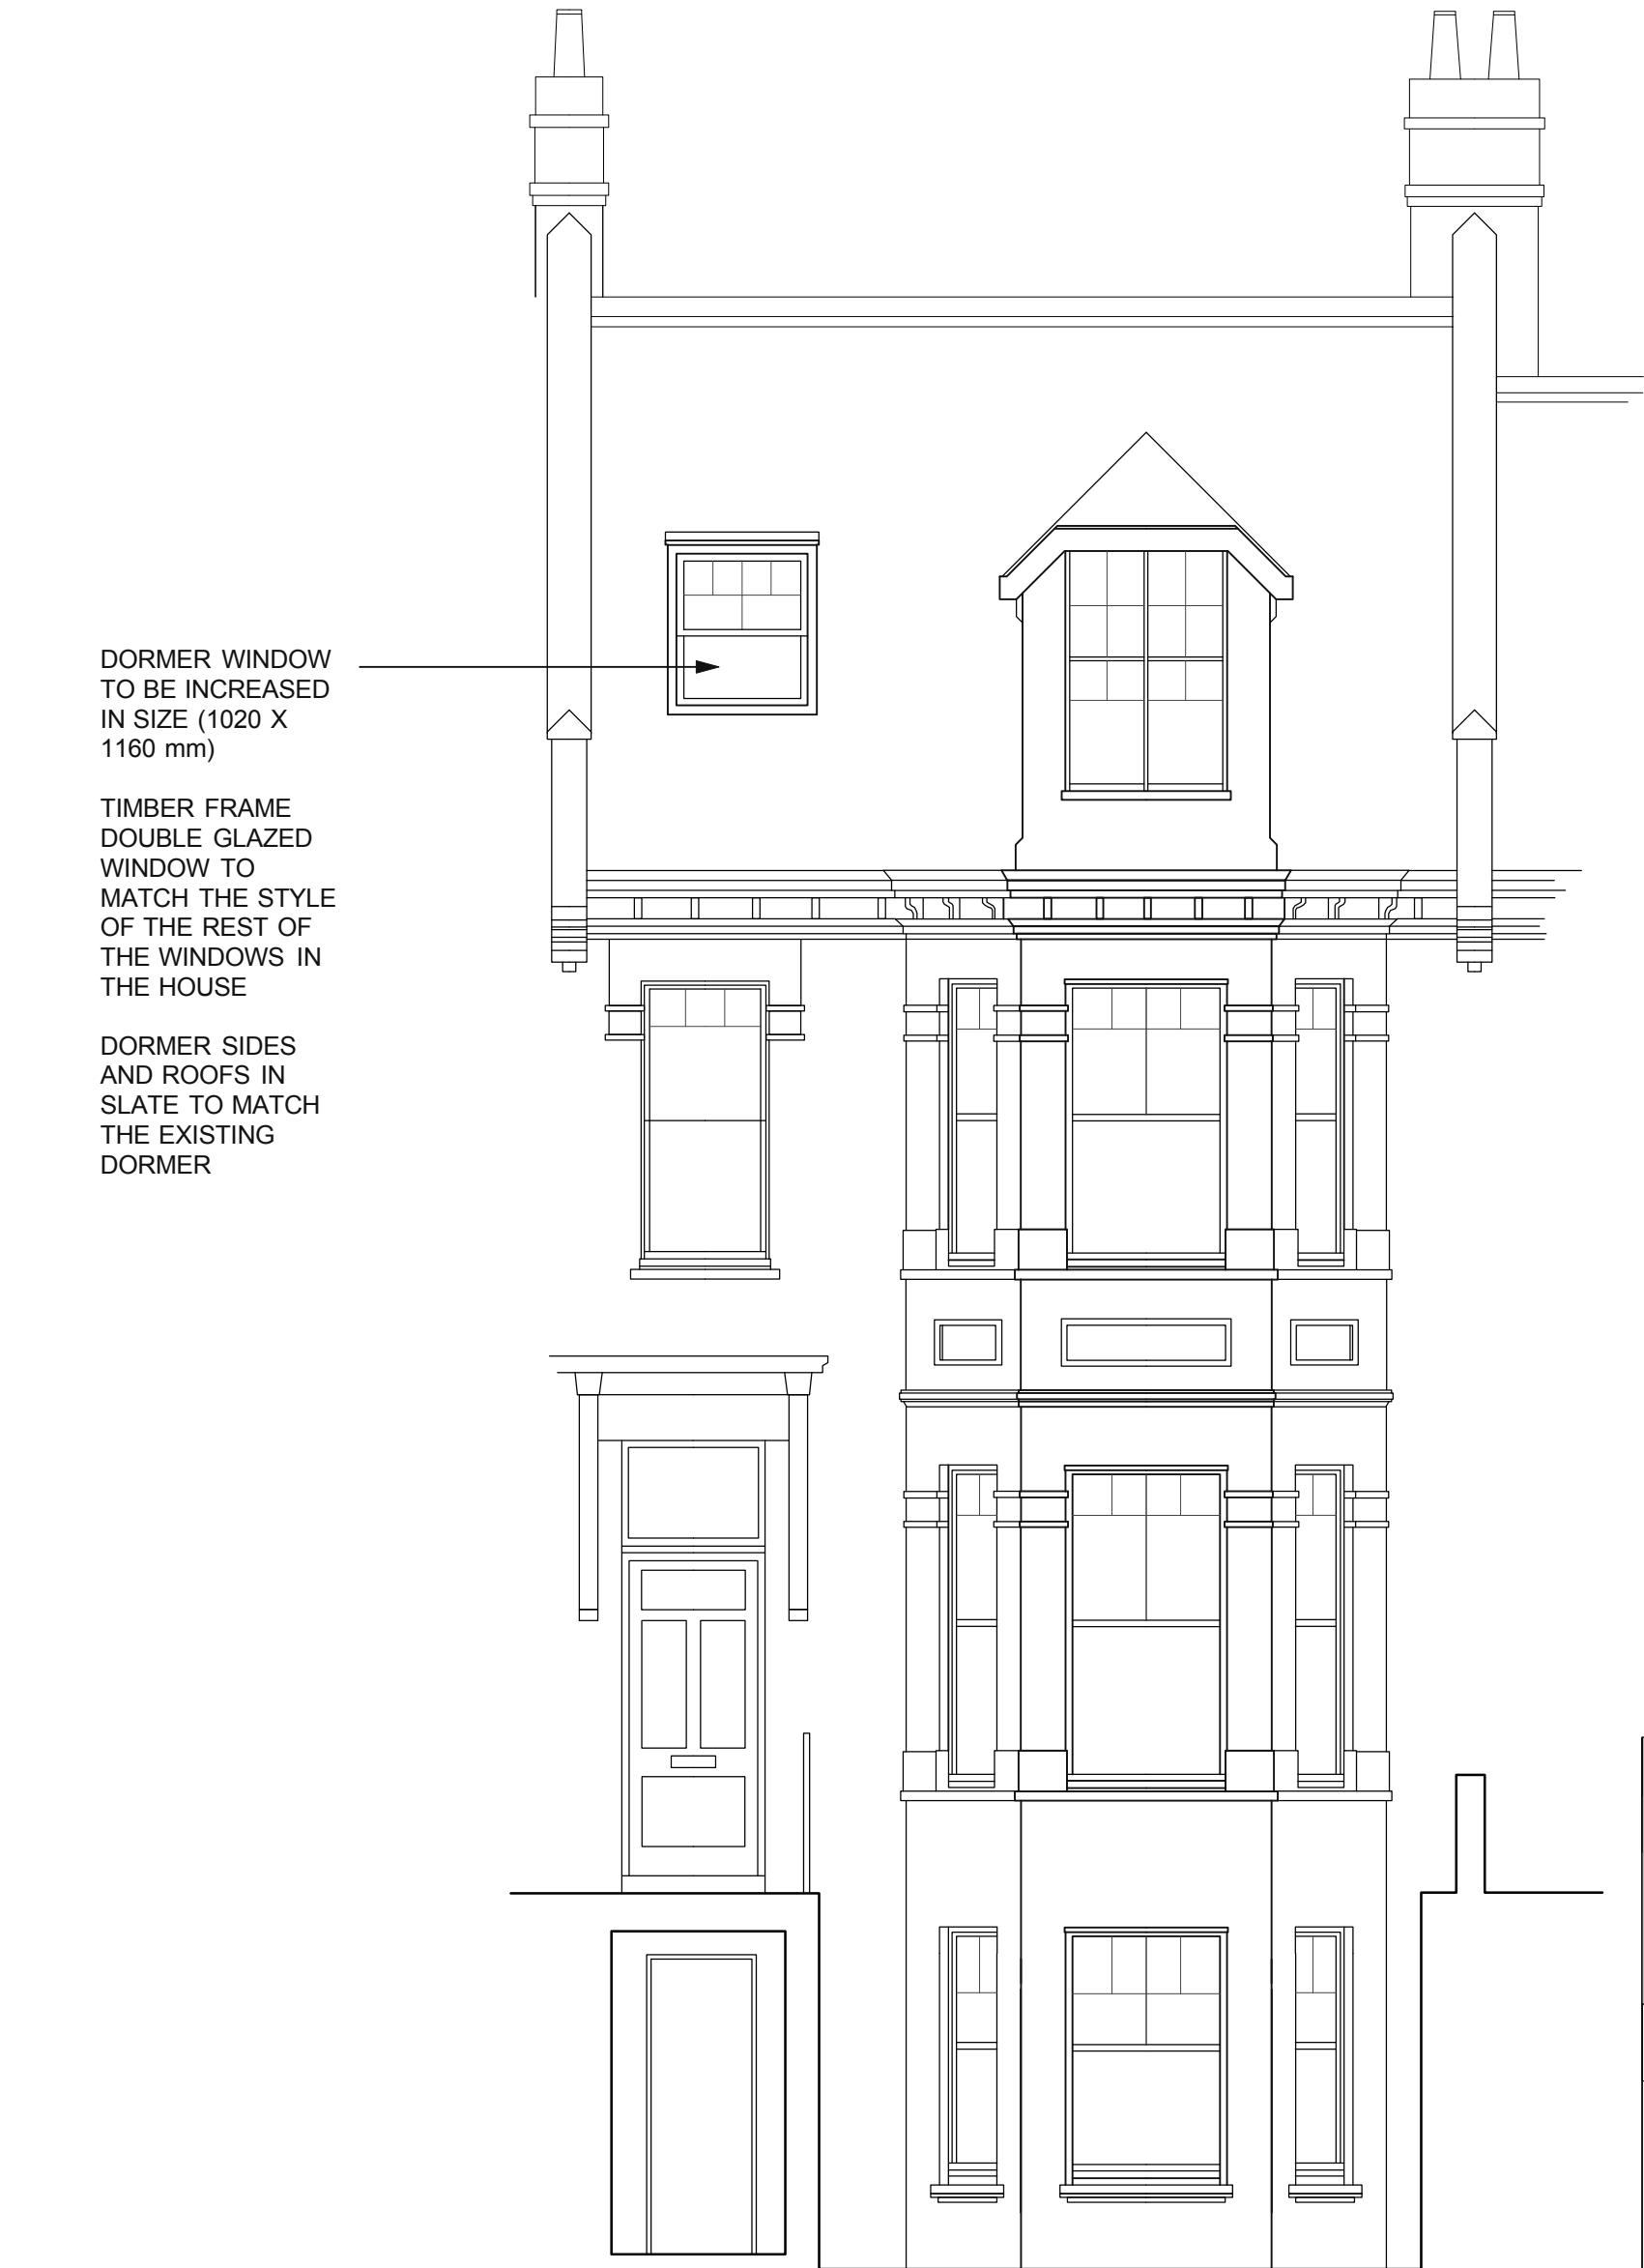 DORMER WINDOW
TO BE INCREASED
IN SIZE (1020 X
1160 mm)
TIMBER FRAME
DOUBLE GLAZED
WINDOW TO
MATCH THE STYLE
OF THE REST OF
THE WINDOWS IN
THE HOUSE
DORMER SIDES
AND ROOFS IN
SLATE TO MATCH
THE EXISTING
DORMER